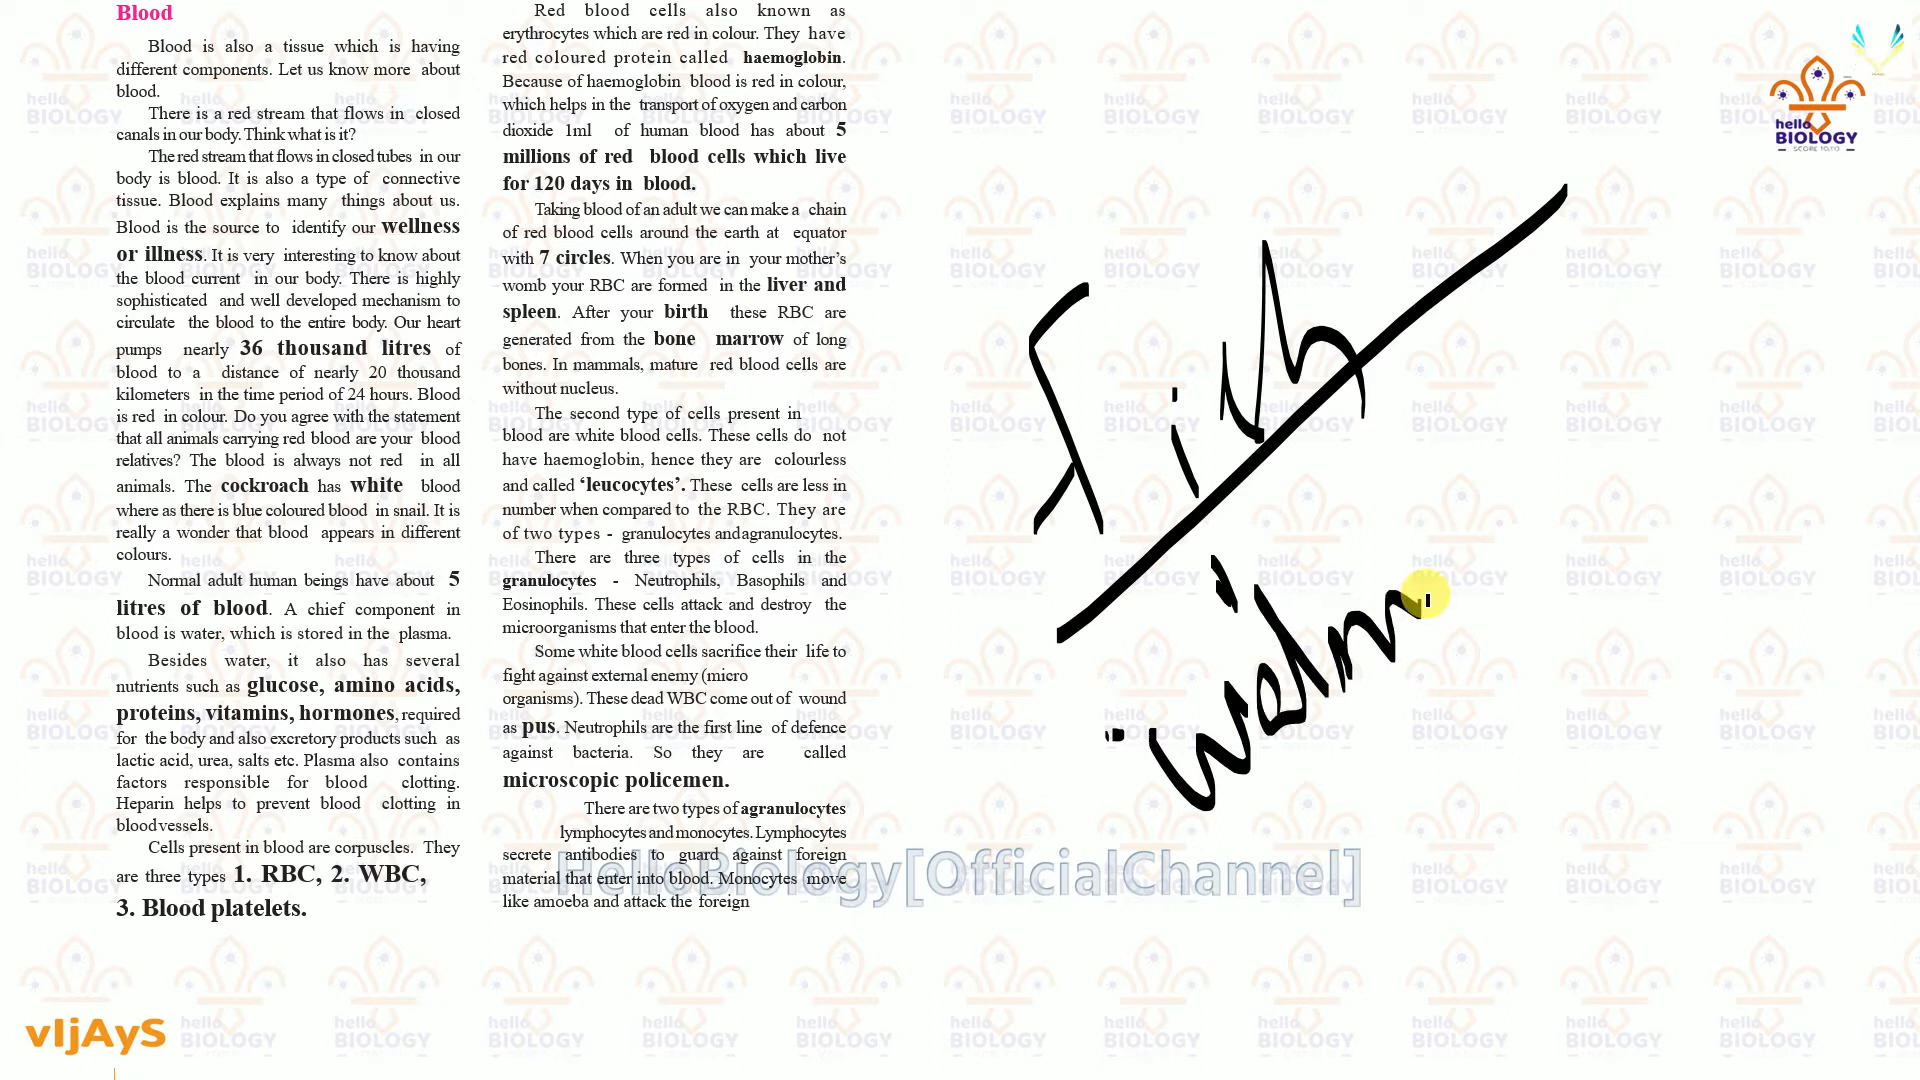 Blood
Blood is also a tissue which is having
different components. Let us know more about
blood.
There is a red stream that flows in closed
canals in our body. Think what is it?
The red stream that flows in closed tubes in our
body is blood. It is also a type of connective
tissue. Blood explains many things about us.
Blood is the source to identify our wellness
or illness. It is very interesting to know about
the blood current in our body. There is highly
sophisticated and well developed mechanism to
circulate the blood to the entire body. Our heart
pumps nearly 36 thousand litres of
blood to a distance of nearly 20 thousand
kilometers in the time period of 24 hours. Blood
is red in colour. Do you agree with the statement
that all animals carrying red blood are your blood
relatives? The blood is always not red in all
animals. The cockroach has white blood
where as there is blue coloured blood in snail. It is
really a wonder that blood appears in different
colours.
Normal adult human beings have about 5
litres of blood. A chief component in
blood is water, which is stored in the plasma.
Besides water, it also has several
nutrients such as glucose, amino acids,
proteins, vitamins, hormones, required
for the body and also excretory products such as
lactic acid, urea, salts etc. Plasma also contains
factors responsible for blood clotting.
Heparin helps to prevent blood clotting in
blood vessels.
Cells present in blood are corpuscles. They
are three types 1. RBC, 2. WBC,
3. Blood platelets.
Red blood cells also known as
erythrocytes which are red in colour. They have
red coloured protein called haemoglobin.
Because of haemoglobin blood is red in colour,
which helps in the transport of oxygen and carbon
dioxide 1ml of human blood has about 5
millions of red blood cells which live
for 120 days in blood.
Taking blood of an adult we can make a chain
of red blood cells around the earth at equator
with 7 circles. When you are in your mother's
womb your RBC are formed in the liver and
spleen. After your birth these RBC are
generated from the bone marrow of long
bones. In mammals, mature red blood cells are
without nucleus.
The second type of cells present in
blood are white blood cells. These cells do not
have haemoglobin, hence they are colourless
and called ‘leucocytes’. These cells are less in
number when compared to the RBC. They are
of two types - granulocytes andagranulocytes.
There are three types of cells in the
granulocytes - Neutrophils, Basophils and
Eosinophils. These cells attack and destroy the
microorganisms that enter the blood.
Some white blood cells sacrifice their life to
fight against external enemy (micro
organisms). These dead WBC come out of wound
as pus. Neutrophils are the first line of defence
against bacteria. So they are called
microscopic policemen.
There are two types of agranulocytes
lymphocytes and monocytes. Lymphocytes
secrete antibodies to guard against foreign
material that enter into blood. Monocytes move
like amoeba and attack the foreign
HelloBiology[OfficialChannel]
hello
BIOLOGY
SCORE 10/10
vIjAyS